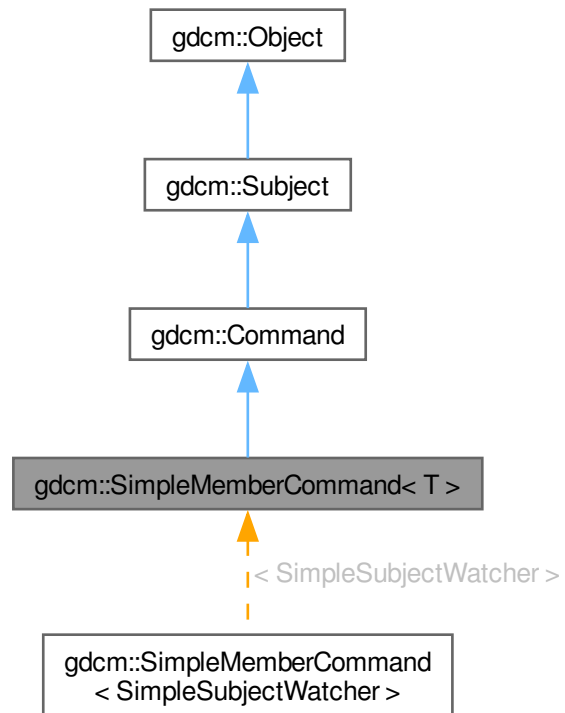 gdcm::Object
gdcm::Subject
gdcm::Command
gdcm::SimpleMemberCommand< T >
< SimpleSubjectWatcher >
gdcm::SimpleMemberCommand
< SimpleSubjectWatcher >